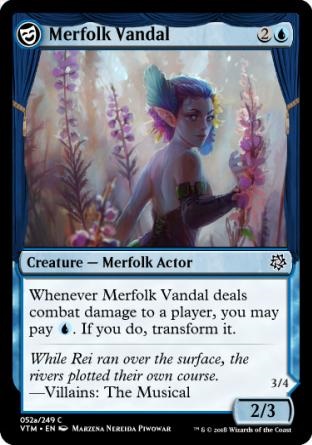 Merfolk Vandal 2
Creature — Merfolk Actor
Whenever Merfolk Vandal deals
combat damage to a player, you may
pay . If you do, transform it.
While Rei ran over the surface, the
rivers plotted their own course.
—Villains: The Musical
3/4
2/3
052a/249 C
VTM • EN Marzena Nereida Piwowar
™ & © 2018 Wizards of the Coast